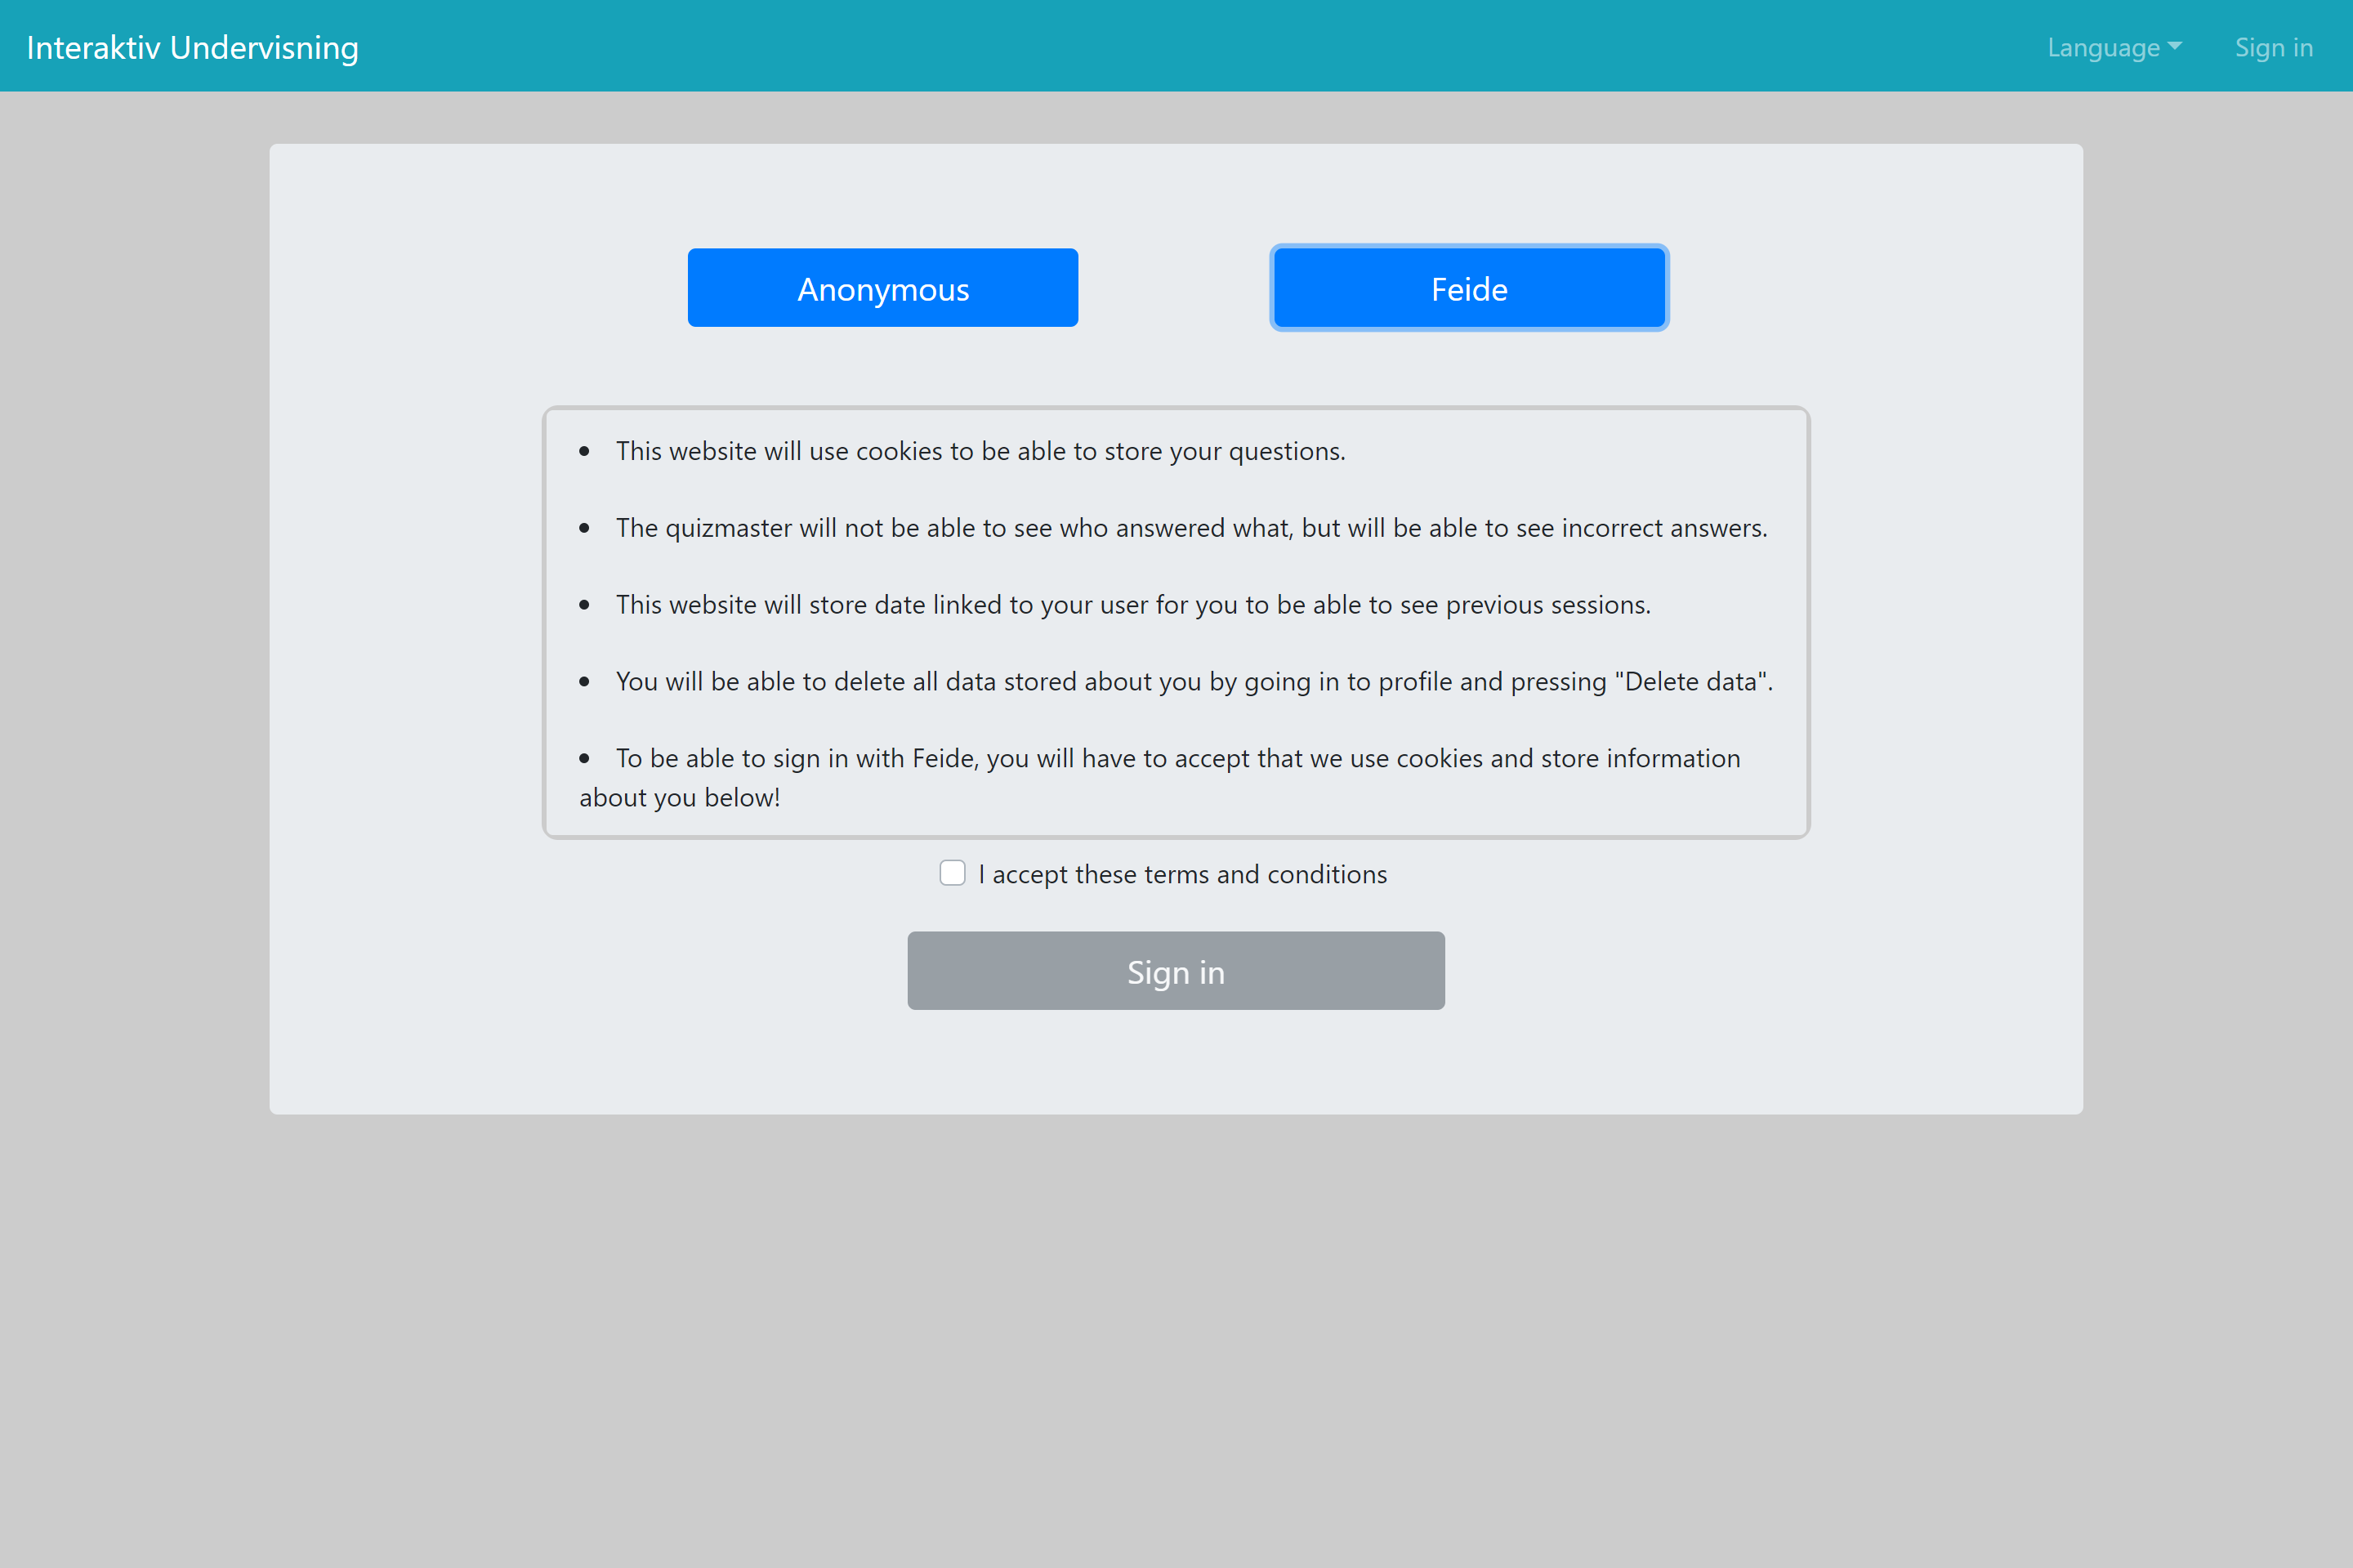 Interaktiv Undervisning
Language
Sign in
Anonymous
Feide
• This website will use cookies to be able to store your questions.
• The quizmaster will not be able to see who answered what, but will be able to see incorrect answers.
• This website will store date linked to your user for you to be able to see previous sessions.
• You will be able to delete all data stored about you by going in to profile and pressing "Delete data".
• To be able to sign in with Feide, you will have to accept that we use cookies and store information
about you below!
I accept these terms and conditions
Sign in